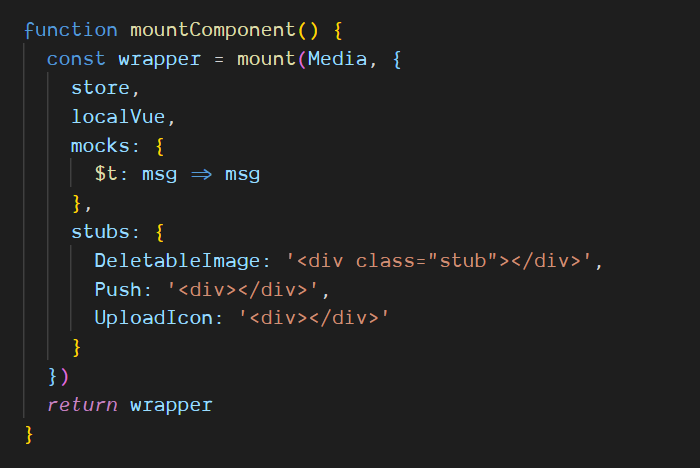 function mountComponent() {
  const wrapper = mount(Media, {
    store,
    localVue,
    mocks: {
      $t: msg => msg
    },
    stubs: {
      DeletableImage: '<div class="stub"></div>',
      Push: '<div></div>',
      UploadIcon: '<div></div>'
    }
  })
  return wrapper
}